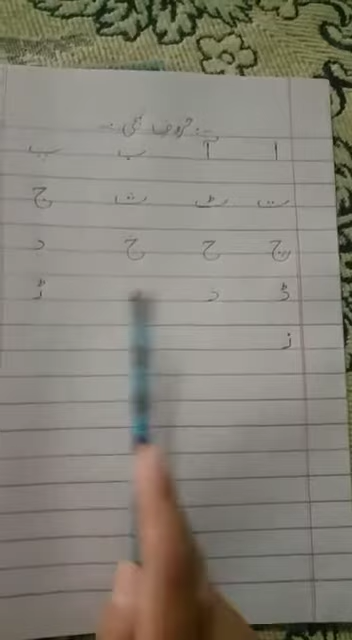 حروف تہجی
ا آ ب پ
ت ٹ ث ج
چ ح خ د
ڈ ذ ڑ
ز